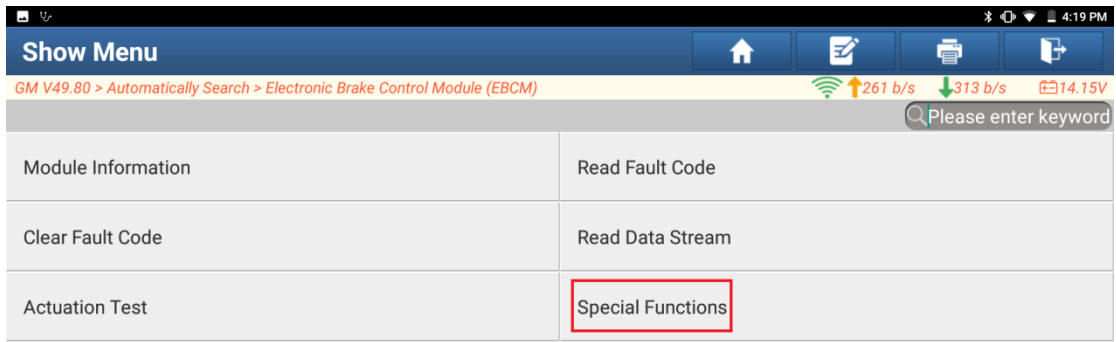 4:19 PM
Show Menu
GM V49.80 > Automatically Search > Electronic Brake Control Module (EBCM) 261 b/s 313 b/s 14.15V
Please enter keyword
Module Information
Read Fault Code
Clear Fault Code
Read Data Stream
Actuation Test
Special Functions